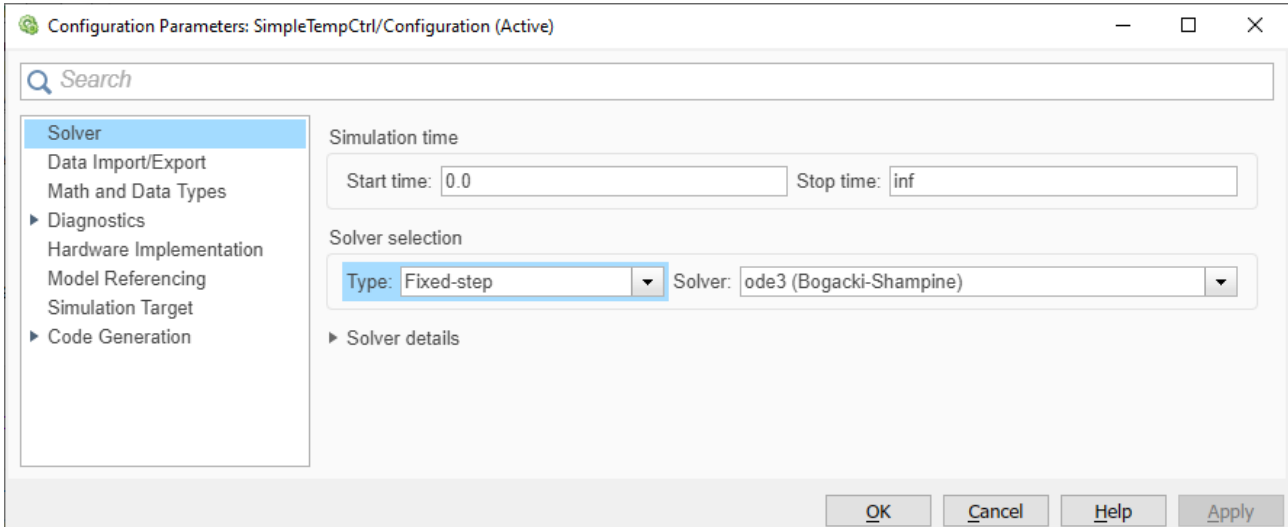 Configuration Parameters: SimpleTempCtrl/Configuration (Active)
Search
Solver
Data Import/Export
Math and Data Types
Diagnostics
Hardware Implementation
Model Referencing
Simulation Target
Code Generation
Simulation time
Start time: 0.0 Stop time: inf
Solver selection
Type: Fixed-step Solver: ode3 (Bogacki-Shampine)
Solver details
OK Cancel Help Apply